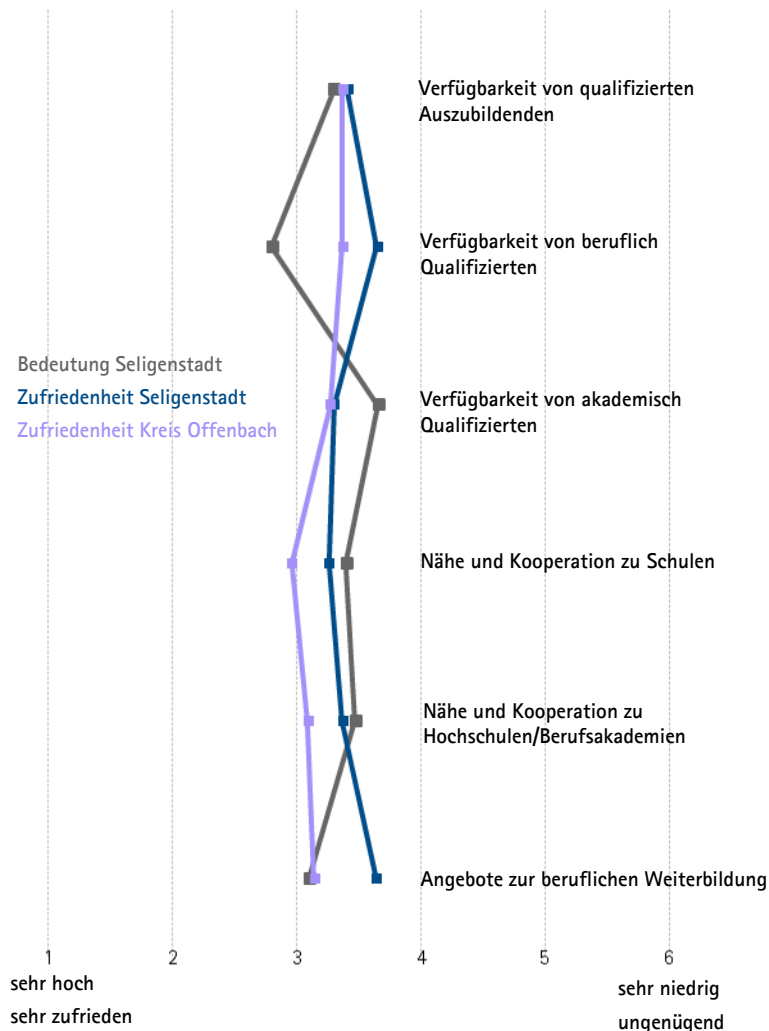 Verfügbarkeit von qualifizierten
Auszubildenden
Verfügbarkeit von beruflich
Qualifizierten
Bedeutung Seligenstadt
Zufriedenheit Seligenstadt
Zufriedenheit Kreis Offenbach
Verfügbarkeit von akademisch
Qualifizierten
Nähe und Kooperation zu Schulen
Nähe und Kooperation zu
Hochschulen/Berufsakademien
Angebote zur beruflichen Weiterbildung
1 2 3 4 5 6
sehr hoch
sehr zufrieden
sehr niedrig
ungenügend